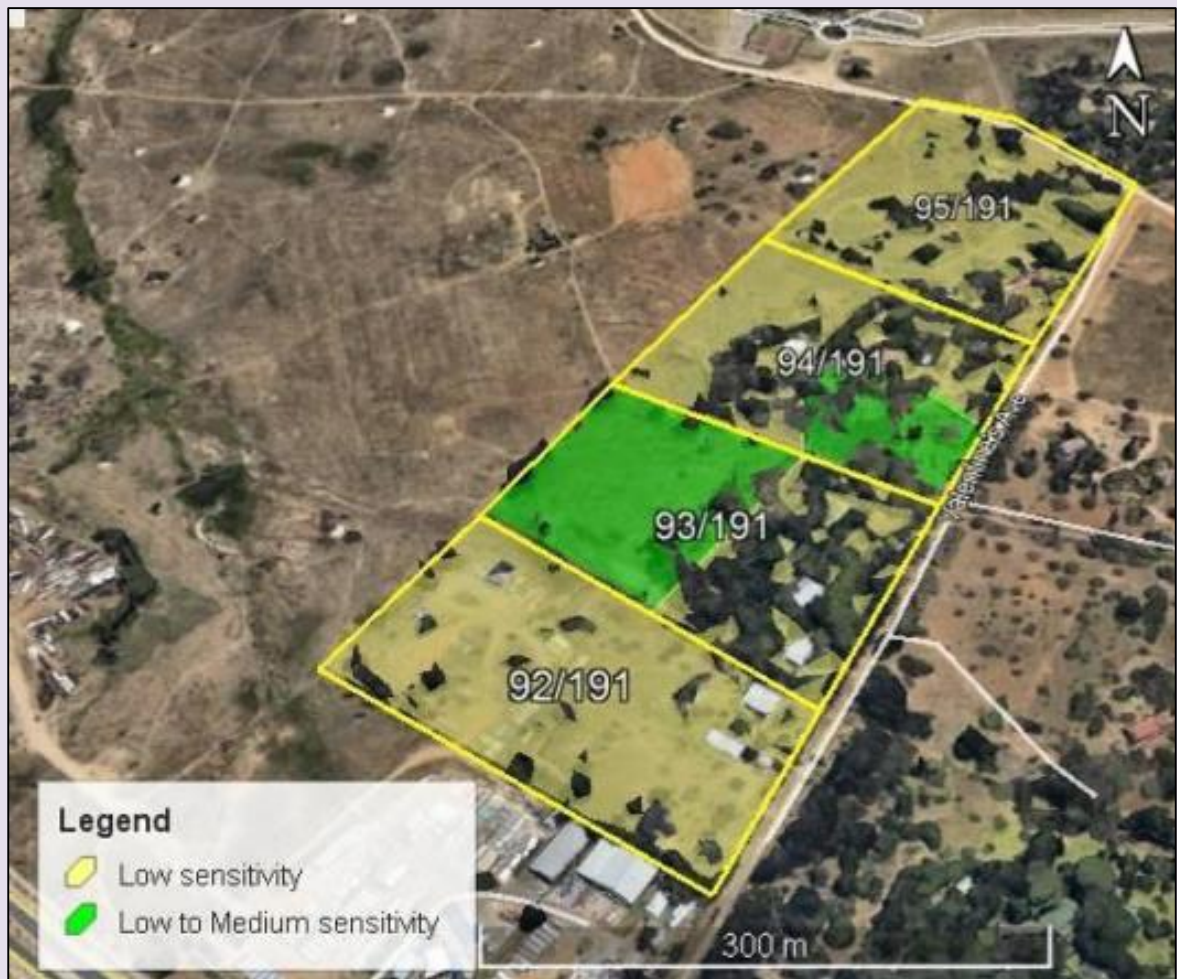 N
95/191
94/191
93/191
92/191
Legend
Low sensitivity
Low to Medium sensitivity
300 m